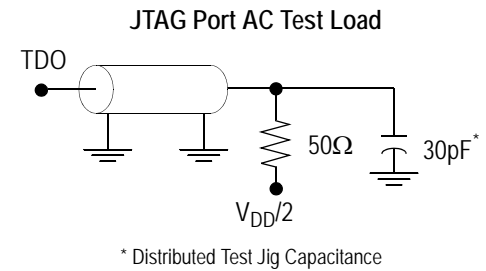 JTAG Port AC Test Load
TDO
50Ω
30pF*
VDD/2
* Distributed Test Jig Capacitance